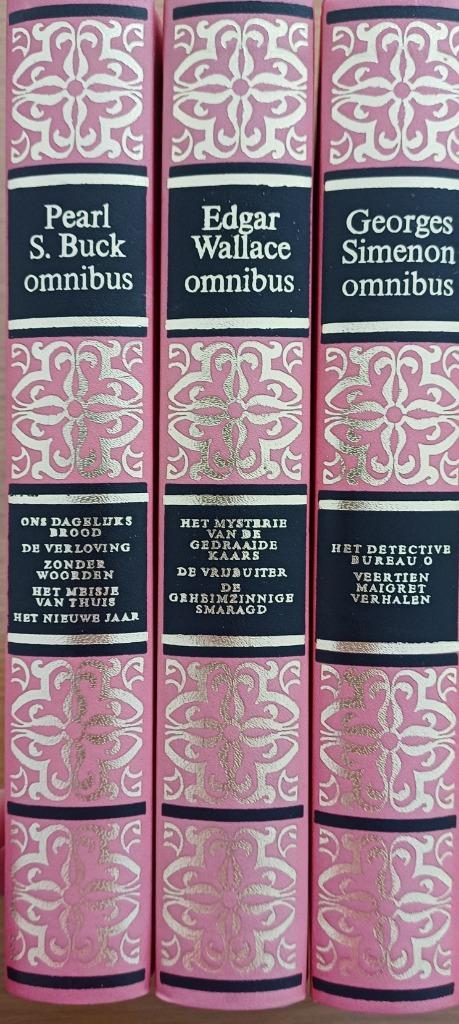 Pearl
S. Buck
omnibus
ONS DAGELIJKS
BROOD
DE VERLOVING
ZONDER
WOORDEN
HET MEISJE
VAN THUIS
HET NIEUWE JAAR
Edgar
Wallace
omnibus
HET MYSTERIE
VAN DE
GEDRAAIDE
KAARS
DE VRIJBUITER
DE
GEHEIMZINNIGE
SMARAGD
Georges
Simenon
omnibus
HET DETECTIVE
BUREAU O
VEERTIEN
MAIGRET
VERHALEN